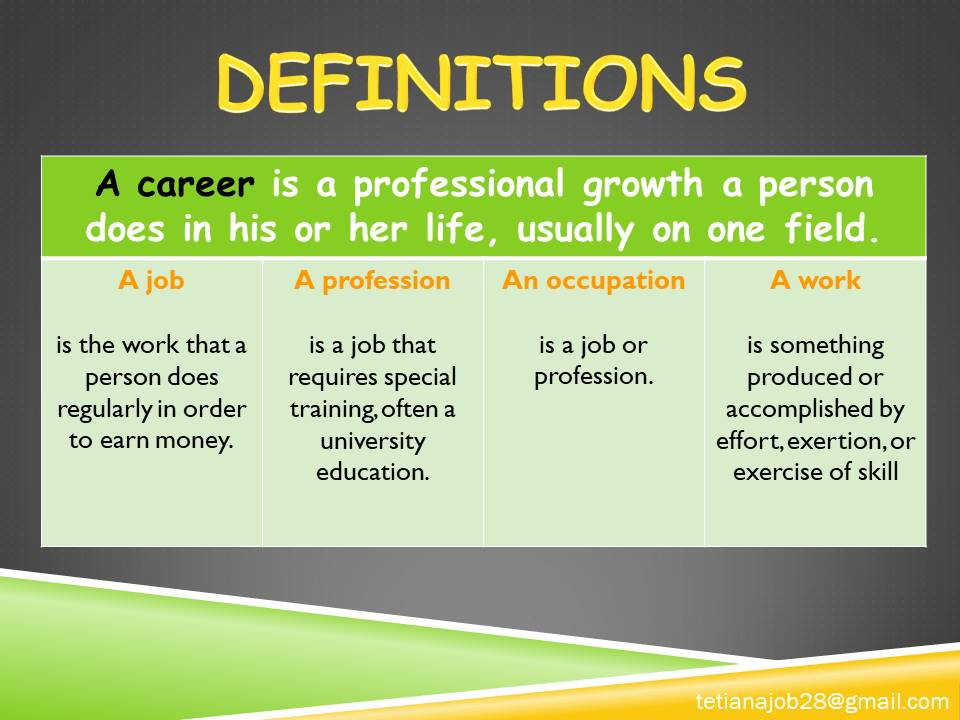 DEFINITIONS
A career is a professional growth a person
does in his or her life, usually on one field.
A job
is the work that a
person does
regularly in order
to earn money.
A profession
is a job that
requires special
training, often a
university
education.
An occupation
is a job or
profession.
A work
is something
produced or
accomplished by
effort, exertion, or
exercise of skill
tetianajob28@gmail.com